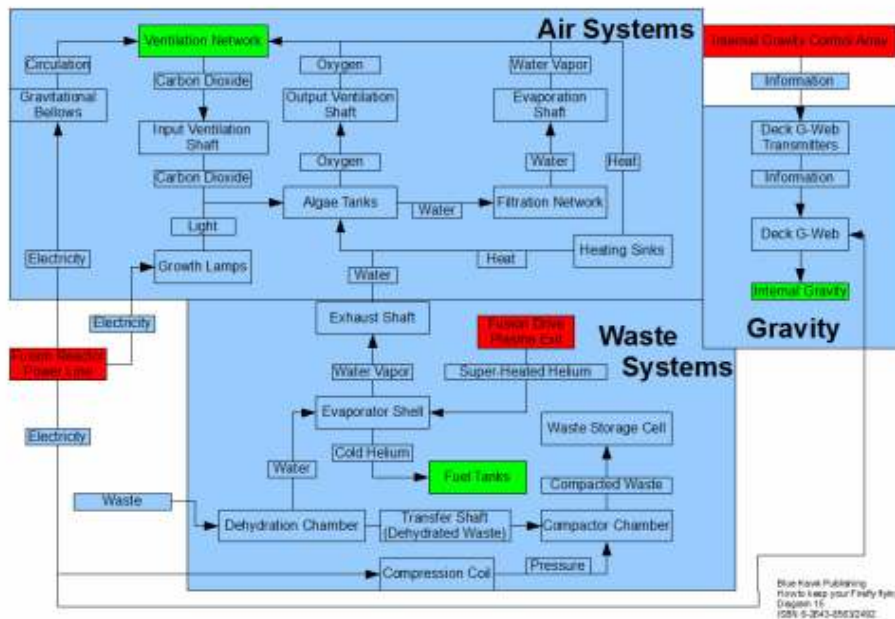 Air Systems
Ventilation Network
Internal Gravity Control Array
Circulation
Carbon Dioxide
Oxygen
Water Vapor
Information
Gravitational
Bellows
Output Ventilation
Shaft
Evaporation
Shaft
Input Ventilation
Shaft
Deck G-Web
Transmitters
Oxygen
Water
Heat
Carbon Dioxide
Information
Algae Tanks
Water
Filtration Network
Light
Deck G-Web
Electricity
Growth Lamps
Water
Heat
Heating Sinks
Internal Gravity
Electricity
Exhaust Shaft
Fusion Drive
Plasma Exit
Waste
Systems
Gravity
Fusion Reactor
Power Line
Water Vapor
Super-Heated Helium
Evaporator Shell
Waste Storage Cell
Electricity
Cold Helium
Water
Fuel Tanks
Compacted Waste
Waste
Dehydration Chamber
Transfer Shaft
(Dehydrated Waste)
Compactor Chamber
Compression Coil
Pressure
Blue Hawk Publishing
How to keep your Firefly flying
Diagram 15